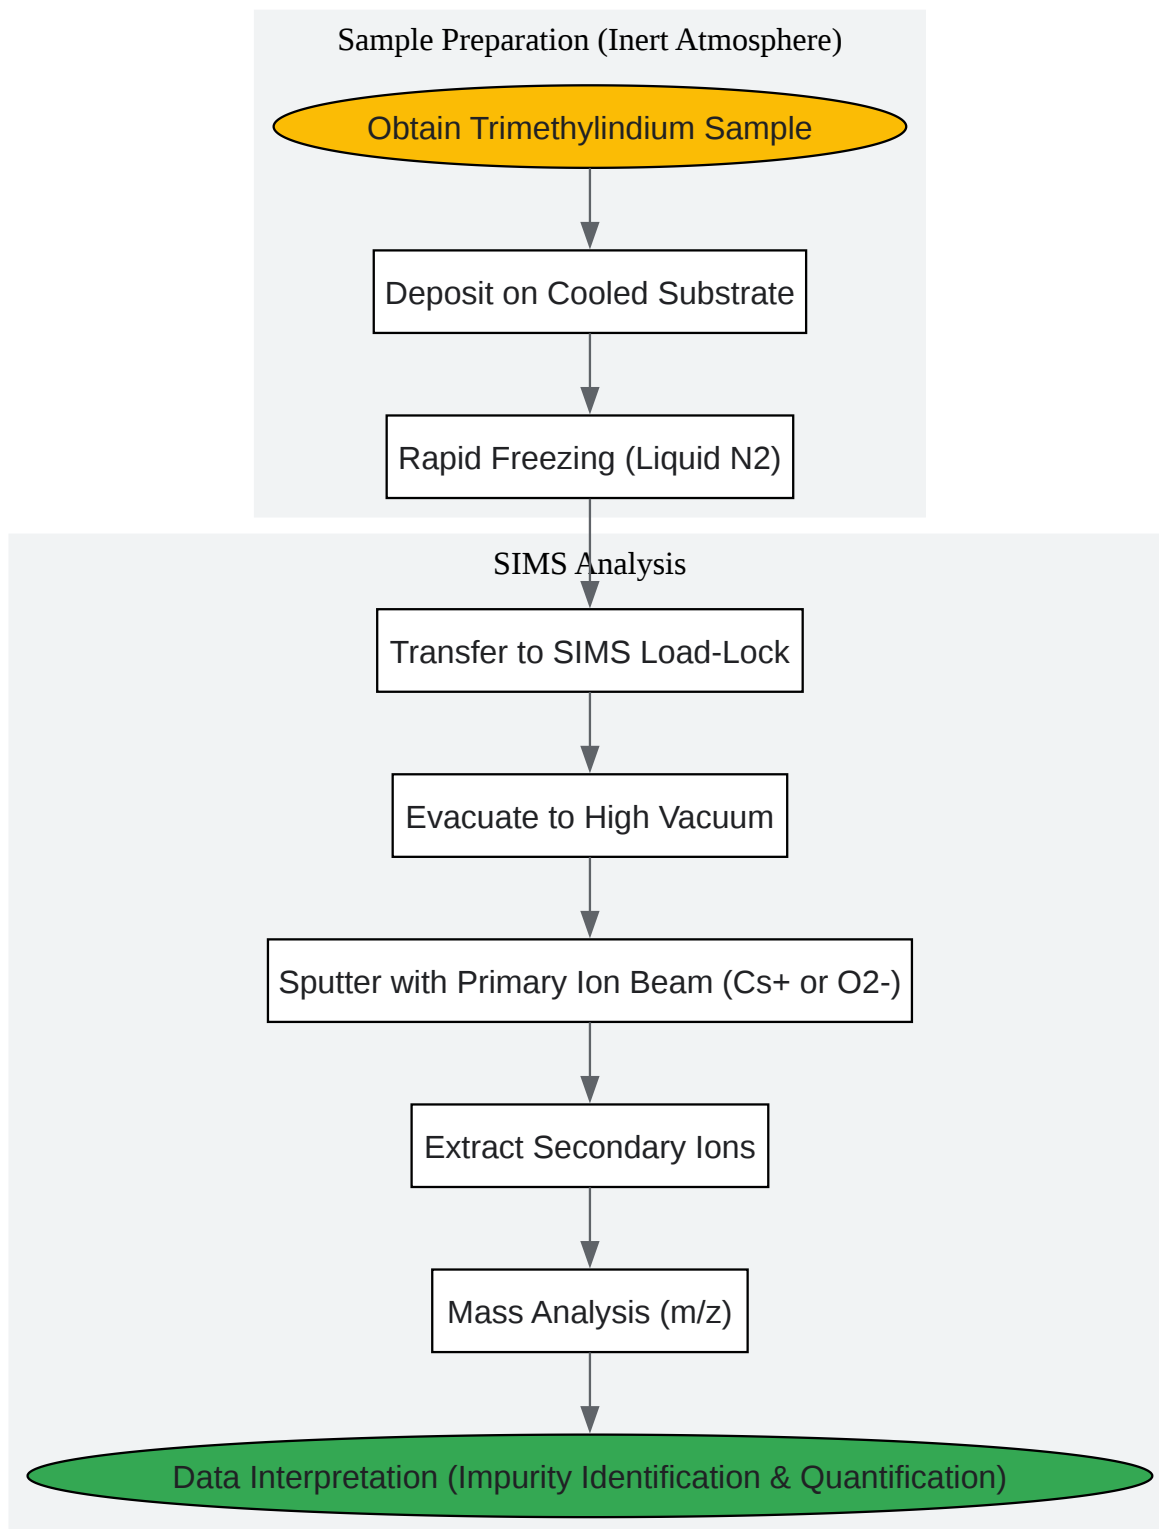 Sample Preparation (Inert Atmosphere)
Obtain Trimethylindium Sample
Deposit on Cooled Substrate
Rapid Freezing (Liquid N2)
SIMS Analysis
Transfer to SIMS Load-Lock
Evacuate to High Vacuum
Sputter with Primary Ion Beam (Cs+ or O2-)
Extract Secondary Ions
Mass Analysis (m/z)
Data Interpretation (Impurity Identification & Quantification)